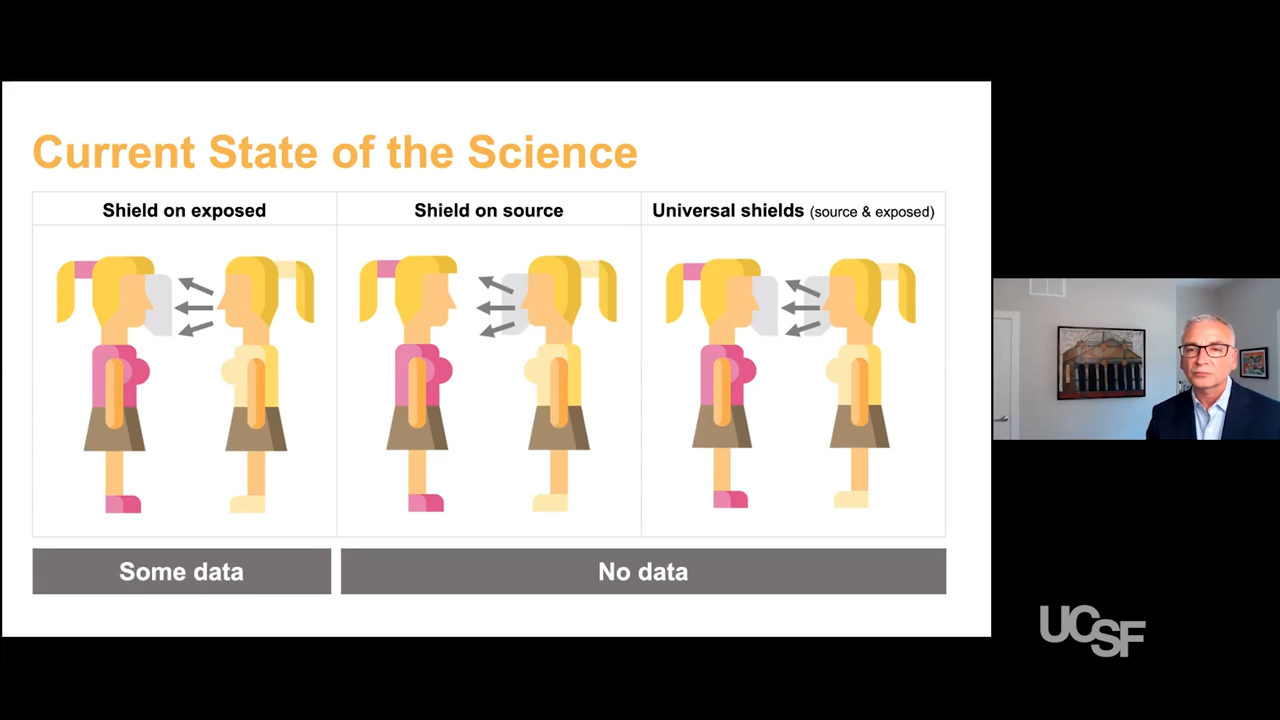 Current State of the Science
Shield on exposed
Shield on source
Universal shields (source & exposed)
Some data
No data
UCSF